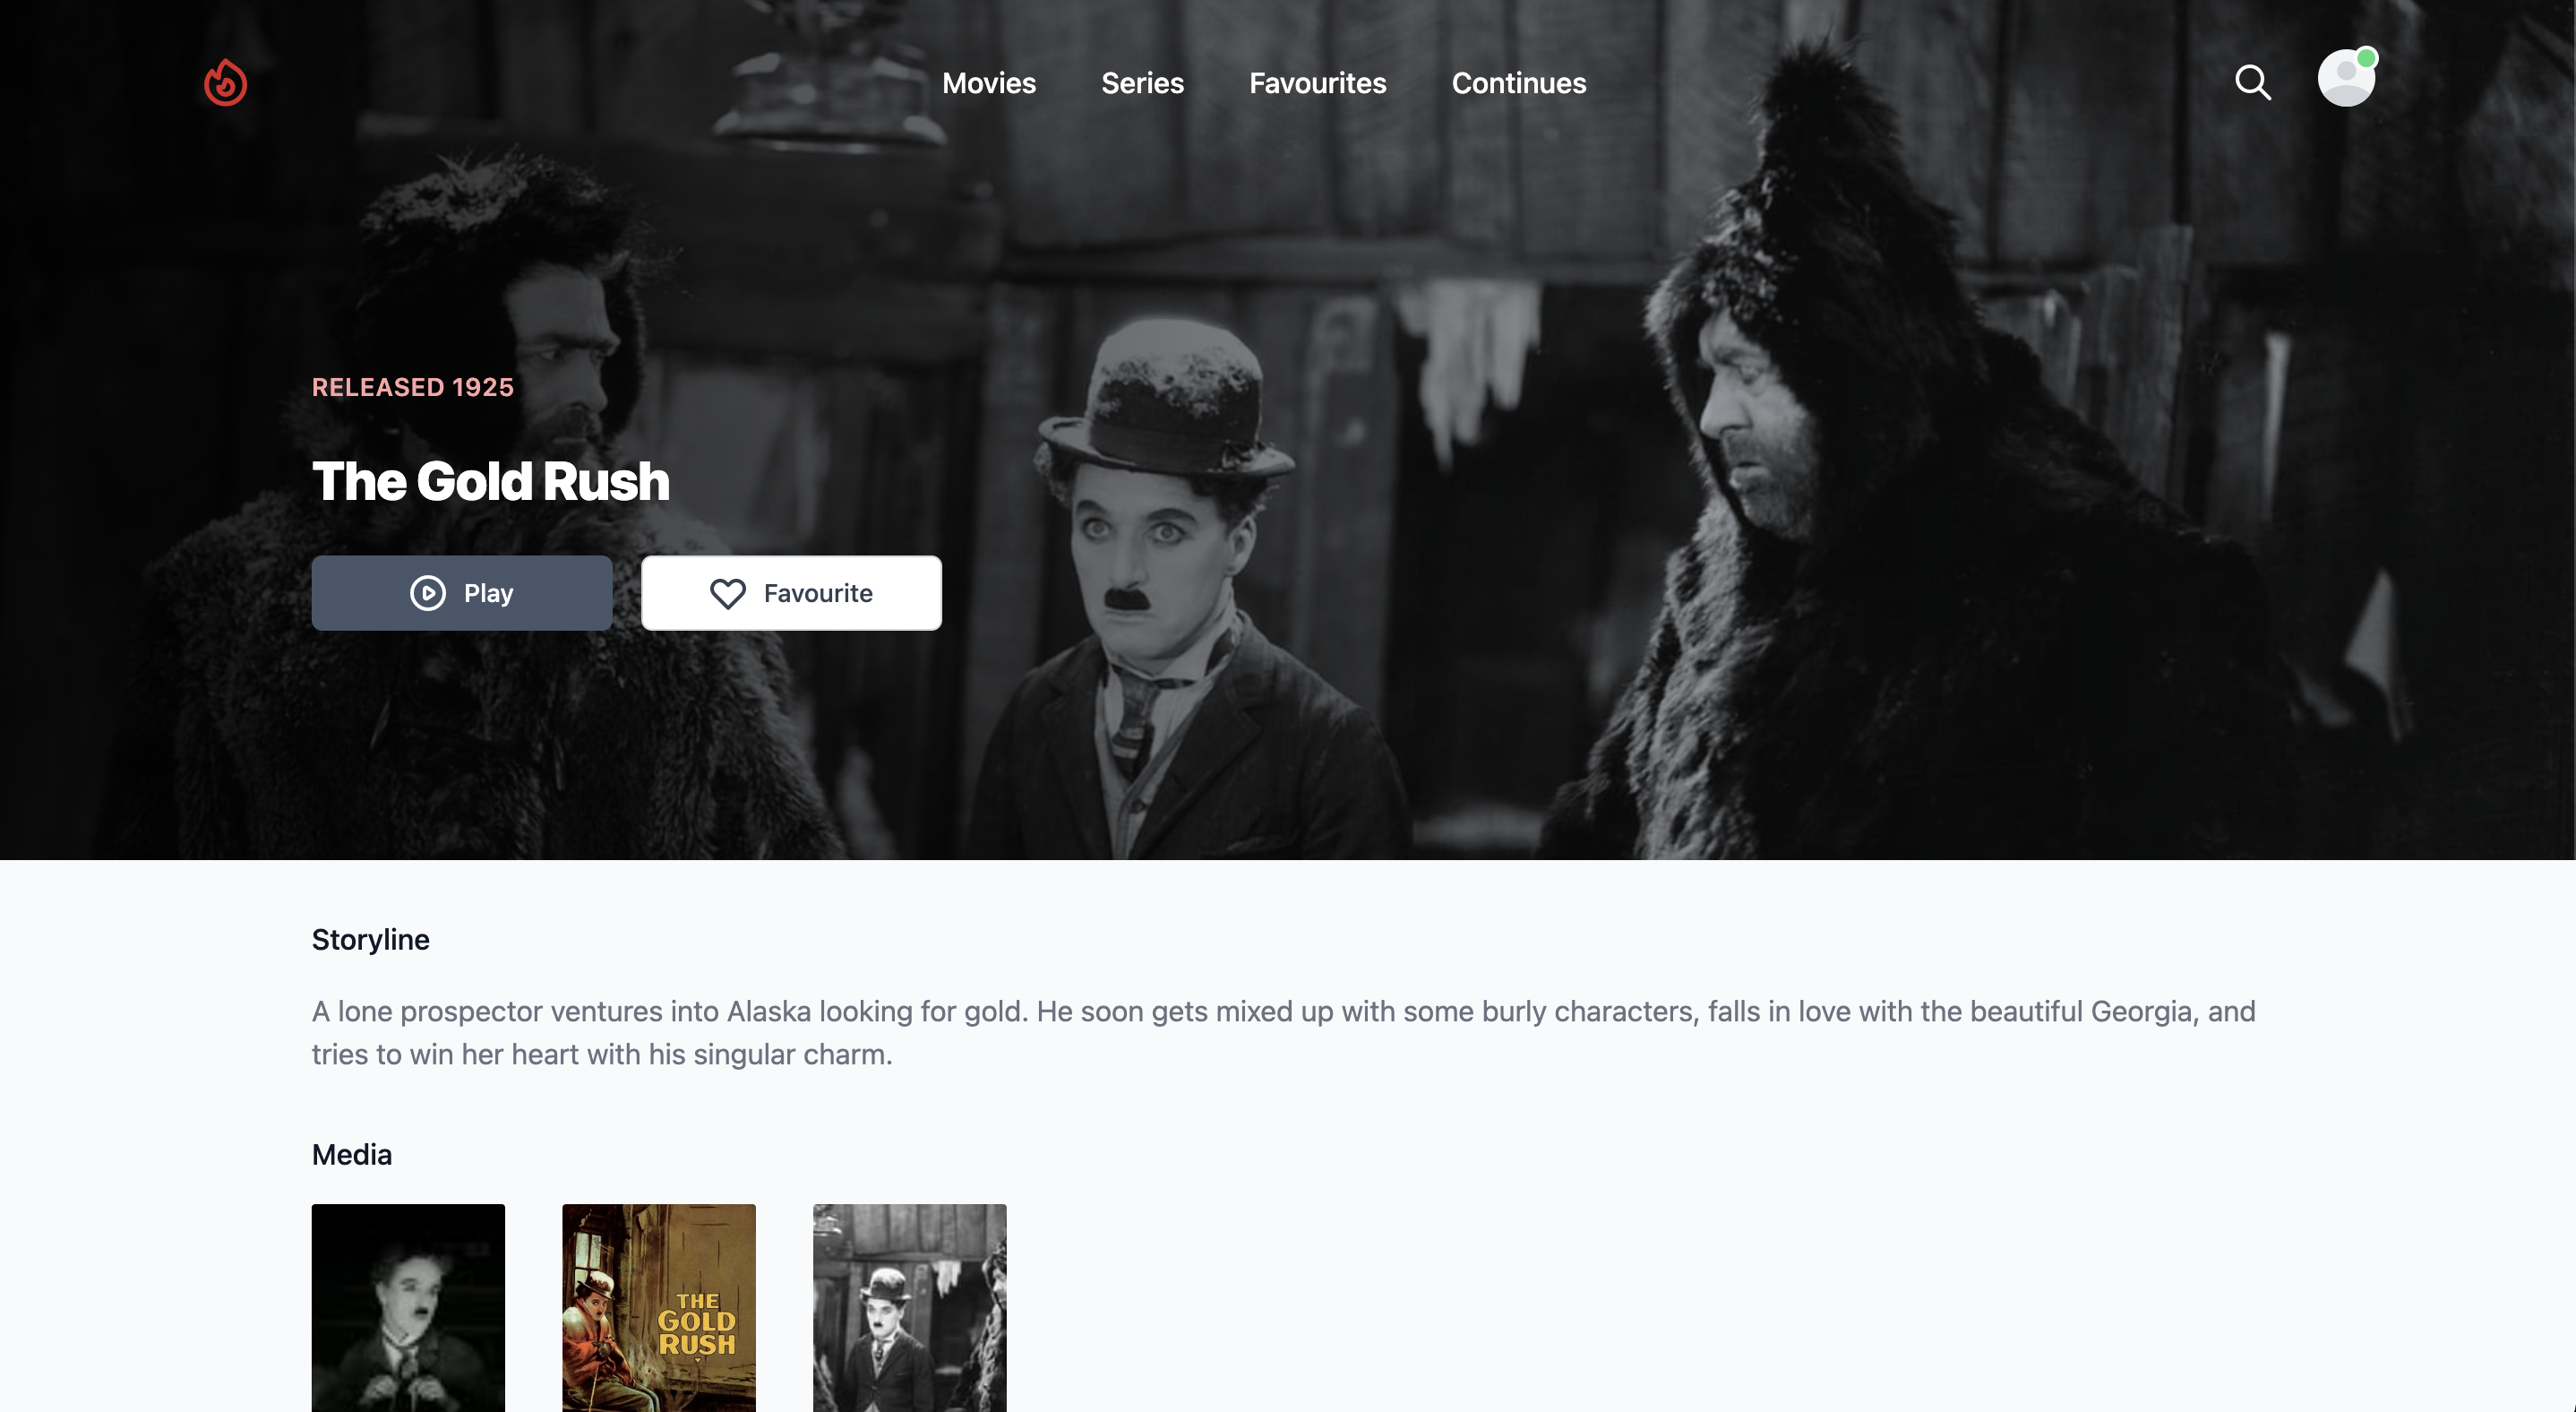 Movies Series Favourites Continues
RELEASED 1925
The Gold Rush
Play Favourite
Storyline
A lone prospector ventures into Alaska looking for gold. He soon gets mixed up with some burly characters, falls in love with the beautiful Georgia, and
tries to win her heart with his singular charm.
Media
THE
GOLD
RUSH